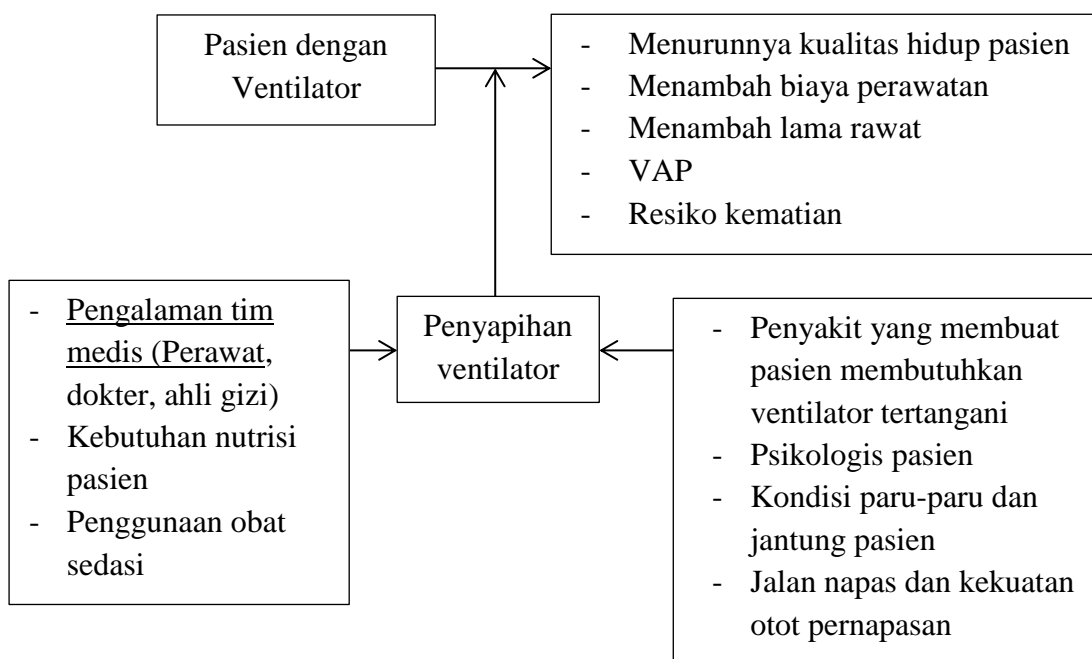 Pasien dengan
Ventilator
- Menurunnya kualitas hidup pasien
- Menambah biaya perawatan
- Menambah lama rawat
- VAP
- Resiko kematian
- Pengalaman tim
medis (Perawat,
dokter, ahli gizi)
- Kebutuhan nutrisi
pasien
- Penggunaan obat
sedasi
Penyapihan
ventilator
- Penyakit yang membuat
pasien membutuhkan
ventilator tertangani
- Psikologis pasien
- Kondisi paru-paru dan
jantung pasien
- Jalan napas dan kekuatan
otot pernapasan